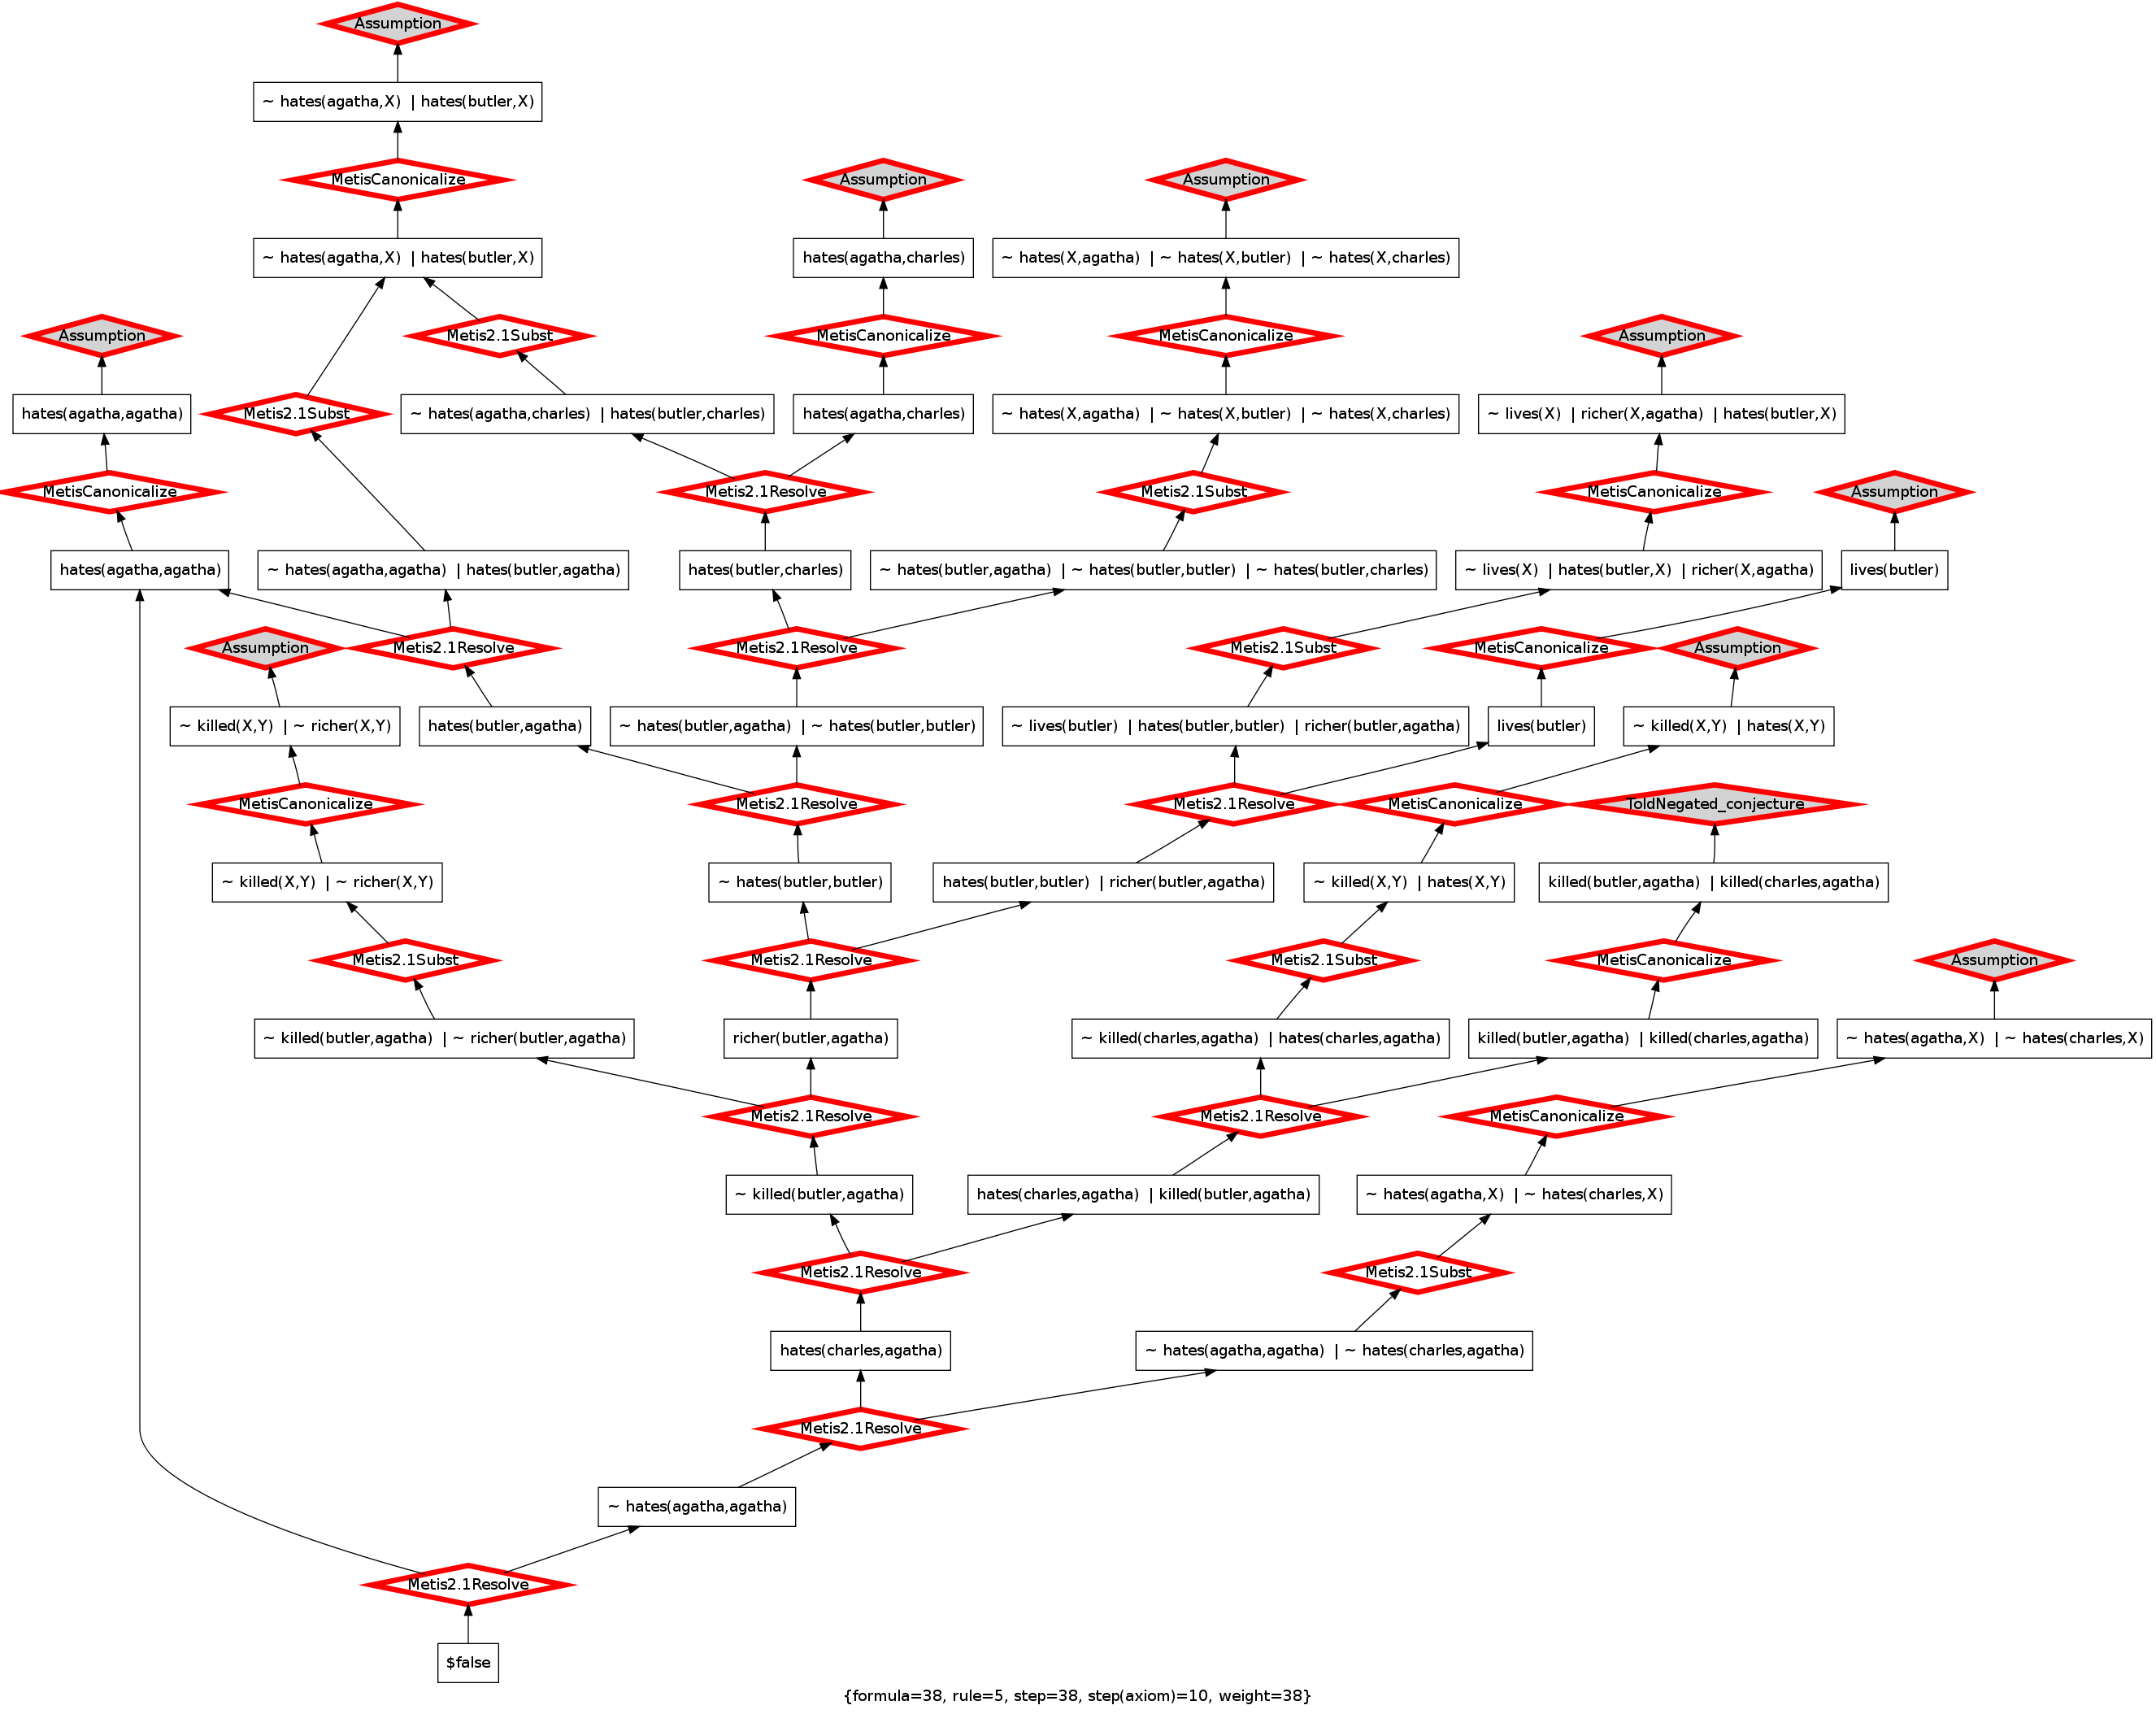 Assumption
~ hates(agatha,X) | hates(butler,X)
MetisCanonicalize
Assumption
Assumption
~ hates(agatha,X) | hates(butler,X)
hates(agatha,charles)
~ hates(X,agatha) | ~ hates(X,butler) | ~ hates(X,charles)
Assumption
Metis2.1Subst
MetisCanonicalize
MetisCanonicalize
Assumption
hates(agatha,agatha)
Metis2.1Subst
~ hates(agatha,charles) | hates(butler,charles)
hates(agatha,charles)
~ hates(X,agatha) | ~ hates(X,butler) | ~ hates(X,charles)
~ lives(X) | richer(X,agatha) | hates(butler,X)
MetisCanonicalize
Metis2.1Resolve
Metis2.1Subst
MetisCanonicalize
Assumption
hates(agatha,agatha)
~ hates(agatha,agatha) | hates(butler,agatha)
hates(butler,charles)
~ hates(butler,agatha) | ~ hates(butler,butler) | ~ hates(butler,charles)
~ lives(X) | hates(butler,X) | richer(X,agatha)
lives(butler)
Assumption
Metis2.1Resolve
Metis2.1Resolve
Metis2.1Subst
MetisCanonicalize
Assumption
~ killed(X,Y) | ~ richer(X,Y)
hates(butler,agatha)
~ hates(butler,agatha) | ~ hates(butler,butler)
~ lives(butler) | hates(butler,butler) | richer(butler,agatha)
lives(butler)
~ killed(X,Y) | hates(X,Y)
MetisCanonicalize
Metis2.1Resolve
Metis2.1Resolve
MetisCanonicalize
ToldNegated_conjecture
~ killed(X,Y) | ~ richer(X,Y)
~ hates(butler,butler)
hates(butler,butler) | richer(butler,agatha)
~ killed(X,Y) | hates(X,Y)
killed(butler,agatha) | killed(charles,agatha)
Metis2.1Subst
Metis2.1Resolve
Metis2.1Subst
MetisCanonicalize
Assumption
~ killed(butler,agatha) | ~ richer(butler,agatha)
richer(butler,agatha)
~ killed(charles,agatha) | hates(charles,agatha)
killed(butler,agatha) | killed(charles,agatha)
~ hates(agatha,X) | ~ hates(charles,X)
Metis2.1Resolve
Metis2.1Resolve
MetisCanonicalize
~ killed(butler,agatha)
hates(charles,agatha) | killed(butler,agatha)
~ hates(agatha,X) | ~ hates(charles,X)
Metis2.1Resolve
Metis2.1Subst
hates(charles,agatha)
~ hates(agatha,agatha) | ~ hates(charles,agatha)
Metis2.1Resolve
~ hates(agatha,agatha)
Metis2.1Resolve
$false
{formula=38, rule=5, step=38, step(axiom)=10, weight=38}